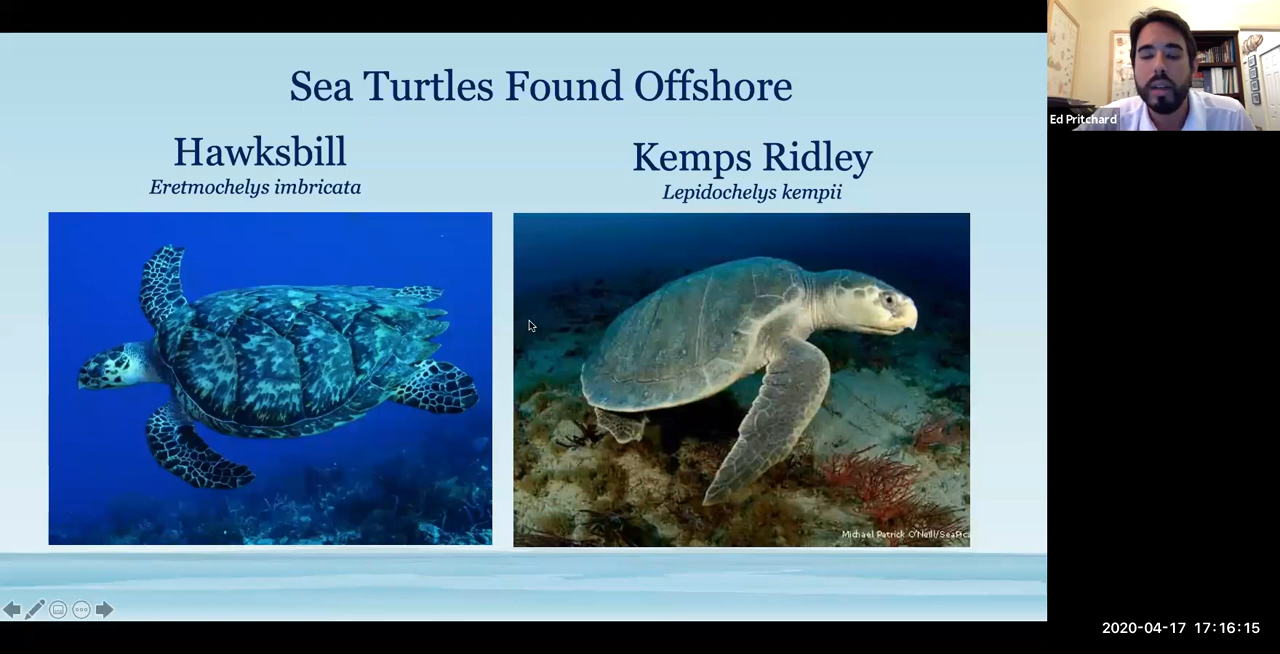 Sea Turtles Found Offshore
Hawksbill
Eretmochelys imbricata
Kemps Ridley
Lepidochelys kempii
Michael Patrick O'Neill/SeaPics
Ed Pritchard
2020-04-17 17:16:15